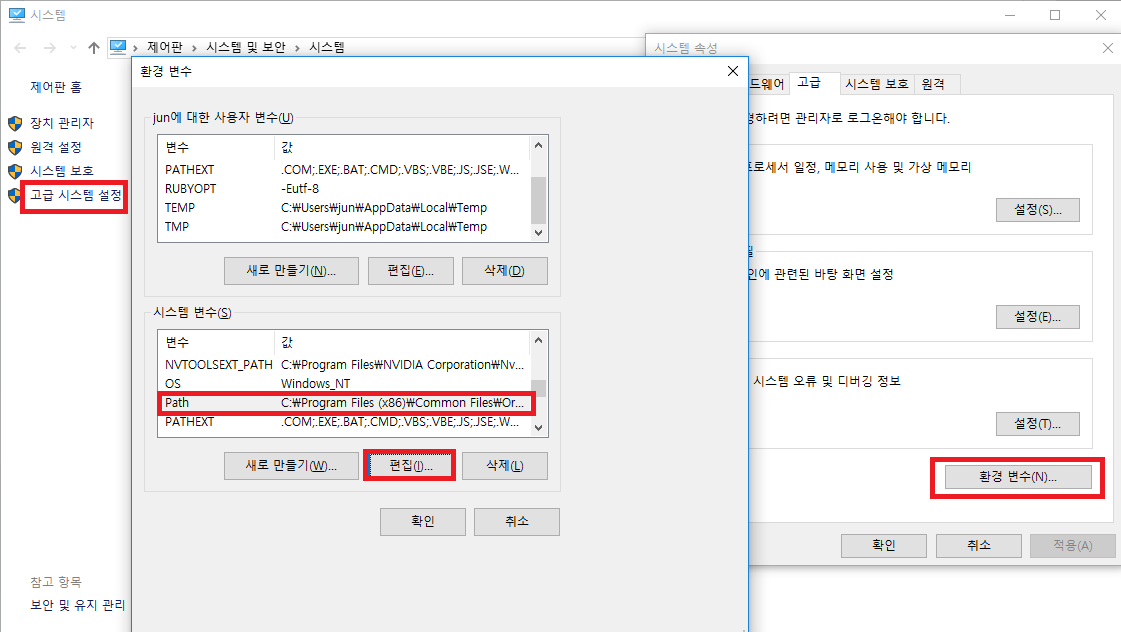 시스템
제어판 > 시스템 및 보안 > 시스템
제어판 홈
장치 관리자
원격 설정
시스템 보호
고급 시스템 설정
참고 항목
보안 및 유지 관리
환경 변수
jun에 대한 사용자 변수(U)
변수 값
PATHEXT .COM;.EXE;.BAT;.CMD;.VBS;.VBE;.JS;.JSE;.W...
RUBYOPT -Eutf-8
TEMP C:₩Users₩jun₩AppData₩Local₩Temp
TMP C:₩Users₩jun₩AppData₩Local₩Temp
새로 만들기(N)... 편집(E)... 삭제(D)
시스템 변수(S)
변수 값
NVTOOLSEXT_PATH C:₩Program Files₩NVIDIA Corporation₩Nv...
OS Windows_NT
Path C:₩Program Files (x86)₩Common Files₩Or...
PATHEXT .COM;.EXE;.BAT;.CMD;.VBS;.VBE;.JS;.JSE;.W...
새로 만들기(W)... 편집(I)... 삭제(L)
확인 취소
시스템 속성
드웨어 고급 시스템 보호 원격
하려면 관리자로 로그온해야 합니다.
로세서 일정, 메모리 사용 및 가상 메모리
설정(S)...
인에 관련된 바탕 화면 설정
설정(E)...
시스템 오류 및 디버깅 정보
설정(T)...
환경 변수(N)...
확인 취소 적용(A)